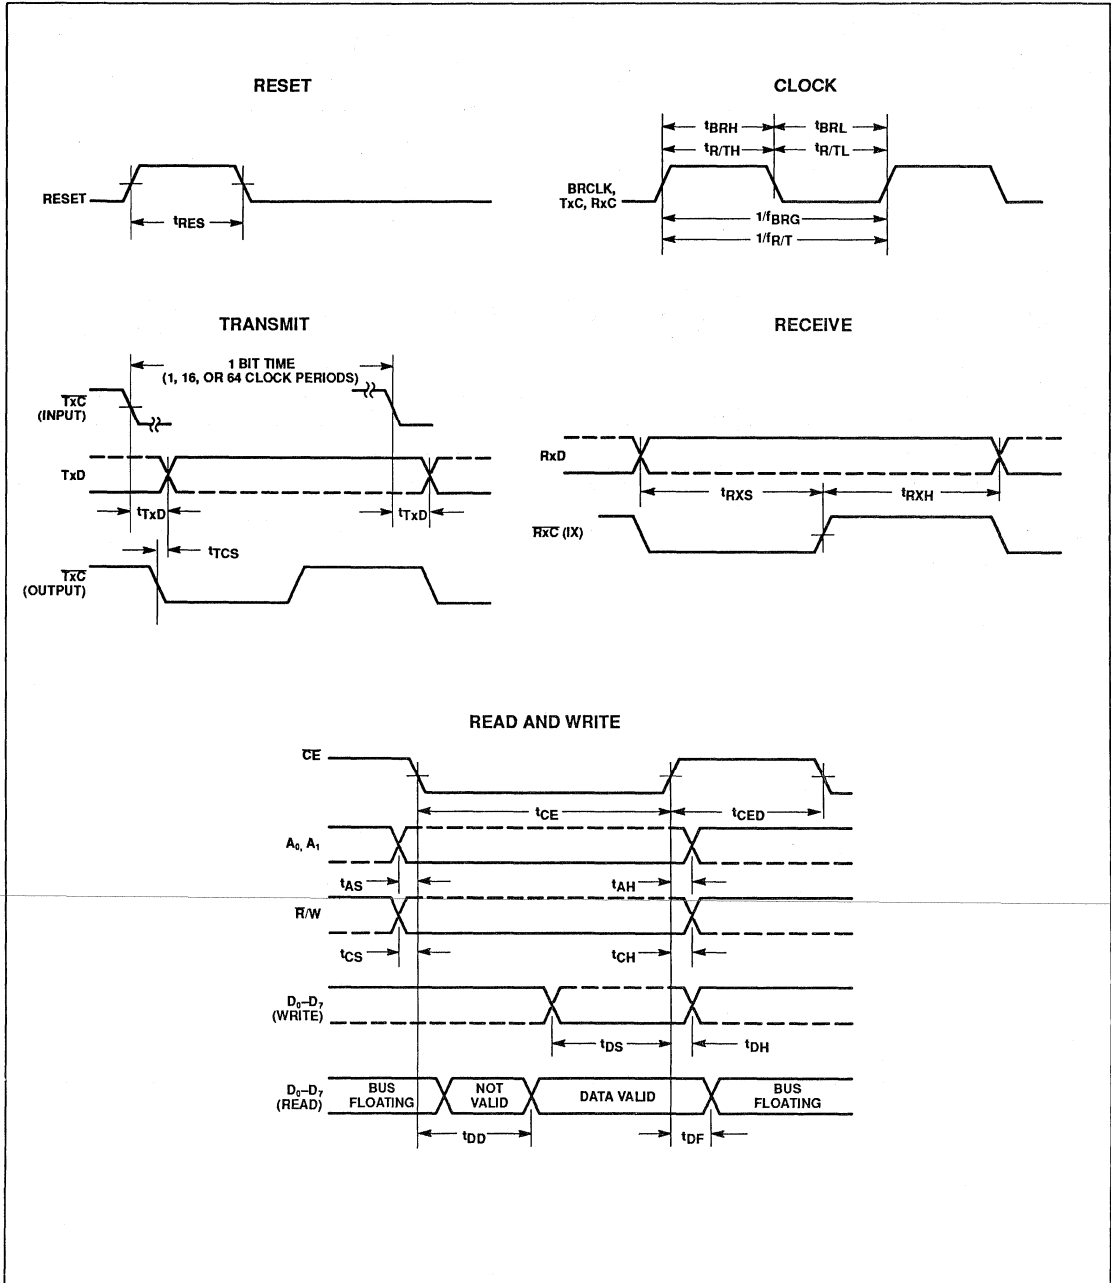 RESET
RESET
tRES
CLOCK
tBRH
tBRL
tR/TH
tR/TL
BRCLK,
TxC, RxC
1/fBRG
1/fR/T
TRANSMIT
1 BIT TIME
(1, 16, OR 64 CLOCK PERIODS)
TxC
(INPUT)
TxD
tTxD
tTxD
tTCS
TxC
(OUTPUT)
RECEIVE
RxD
tRXS
tRXH
RxC (IX)
READ AND WRITE
CE
tCE
tCED
A0, A1
tAS
tAH
R/W
tCS
tCH
D0–D7
(WRITE)
tDS
tDH
D0–D7
(READ)
BUS
FLOATING
NOT
VALID
DATA VALID
BUS
FLOATING
tDD
tDF